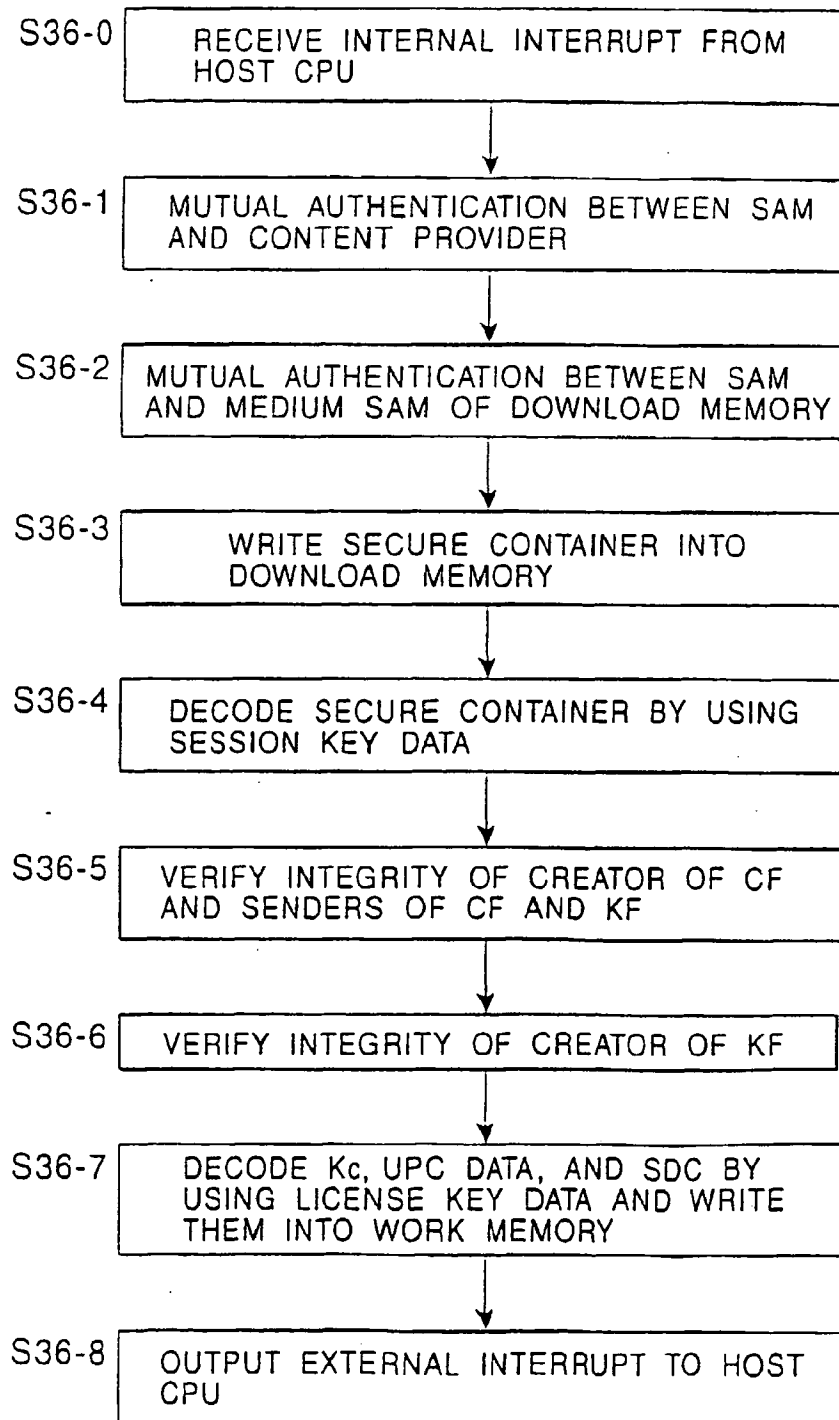 S36-0
RECEIVE INTERNAL INTERRUPT FROM
HOST CPU
S36-1
MUTUAL AUTHENTICATION BETWEEN SAM
AND CONTENT PROVIDER
S36-2
MUTUAL AUTHENTICATION BETWEEN SAM
AND MEDIUM SAM OF DOWNLOAD MEMORY
S36-3
WRITE SECURE CONTAINER INTO
DOWNLOAD MEMORY
S36-4
DECODE SECURE CONTAINER BY USING
SESSION KEY DATA
S36-5
VERIFY INTEGRITY OF CREATOR OF CF
AND SENDERS OF CF AND KF
S36-6
VERIFY INTEGRITY OF CREATOR OF KF
S36-7
DECODE Kc, UPC DATA, AND SDC BY
USING LICENSE KEY DATA AND WRITE
THEM INTO WORK MEMORY
S36-8
OUTPUT EXTERNAL INTERRUPT TO HOST
CPU